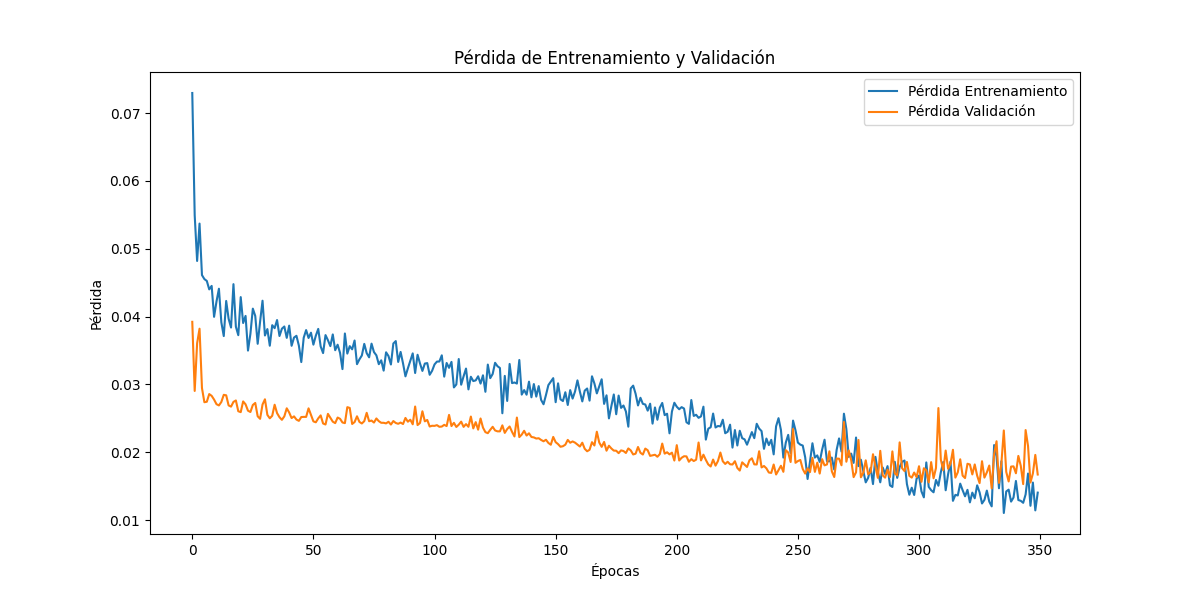 Pérdida de Entrenamiento y Validación
Pérdida Entrenamiento
Pérdida Validación
Pérdida
0.07
0.06
0.05
0.04
0.03
0.02
0.01
0 50 100 150 200 250 300 350
Épocas